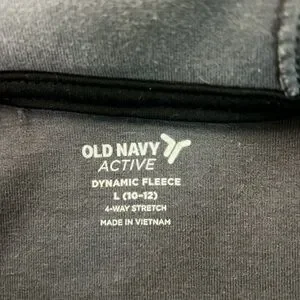 OLD NAVY
ACTIVE
DYNAMIC FLEECE
L (10-12)
4-WAY STRETCH
MADE IN VIETNAM